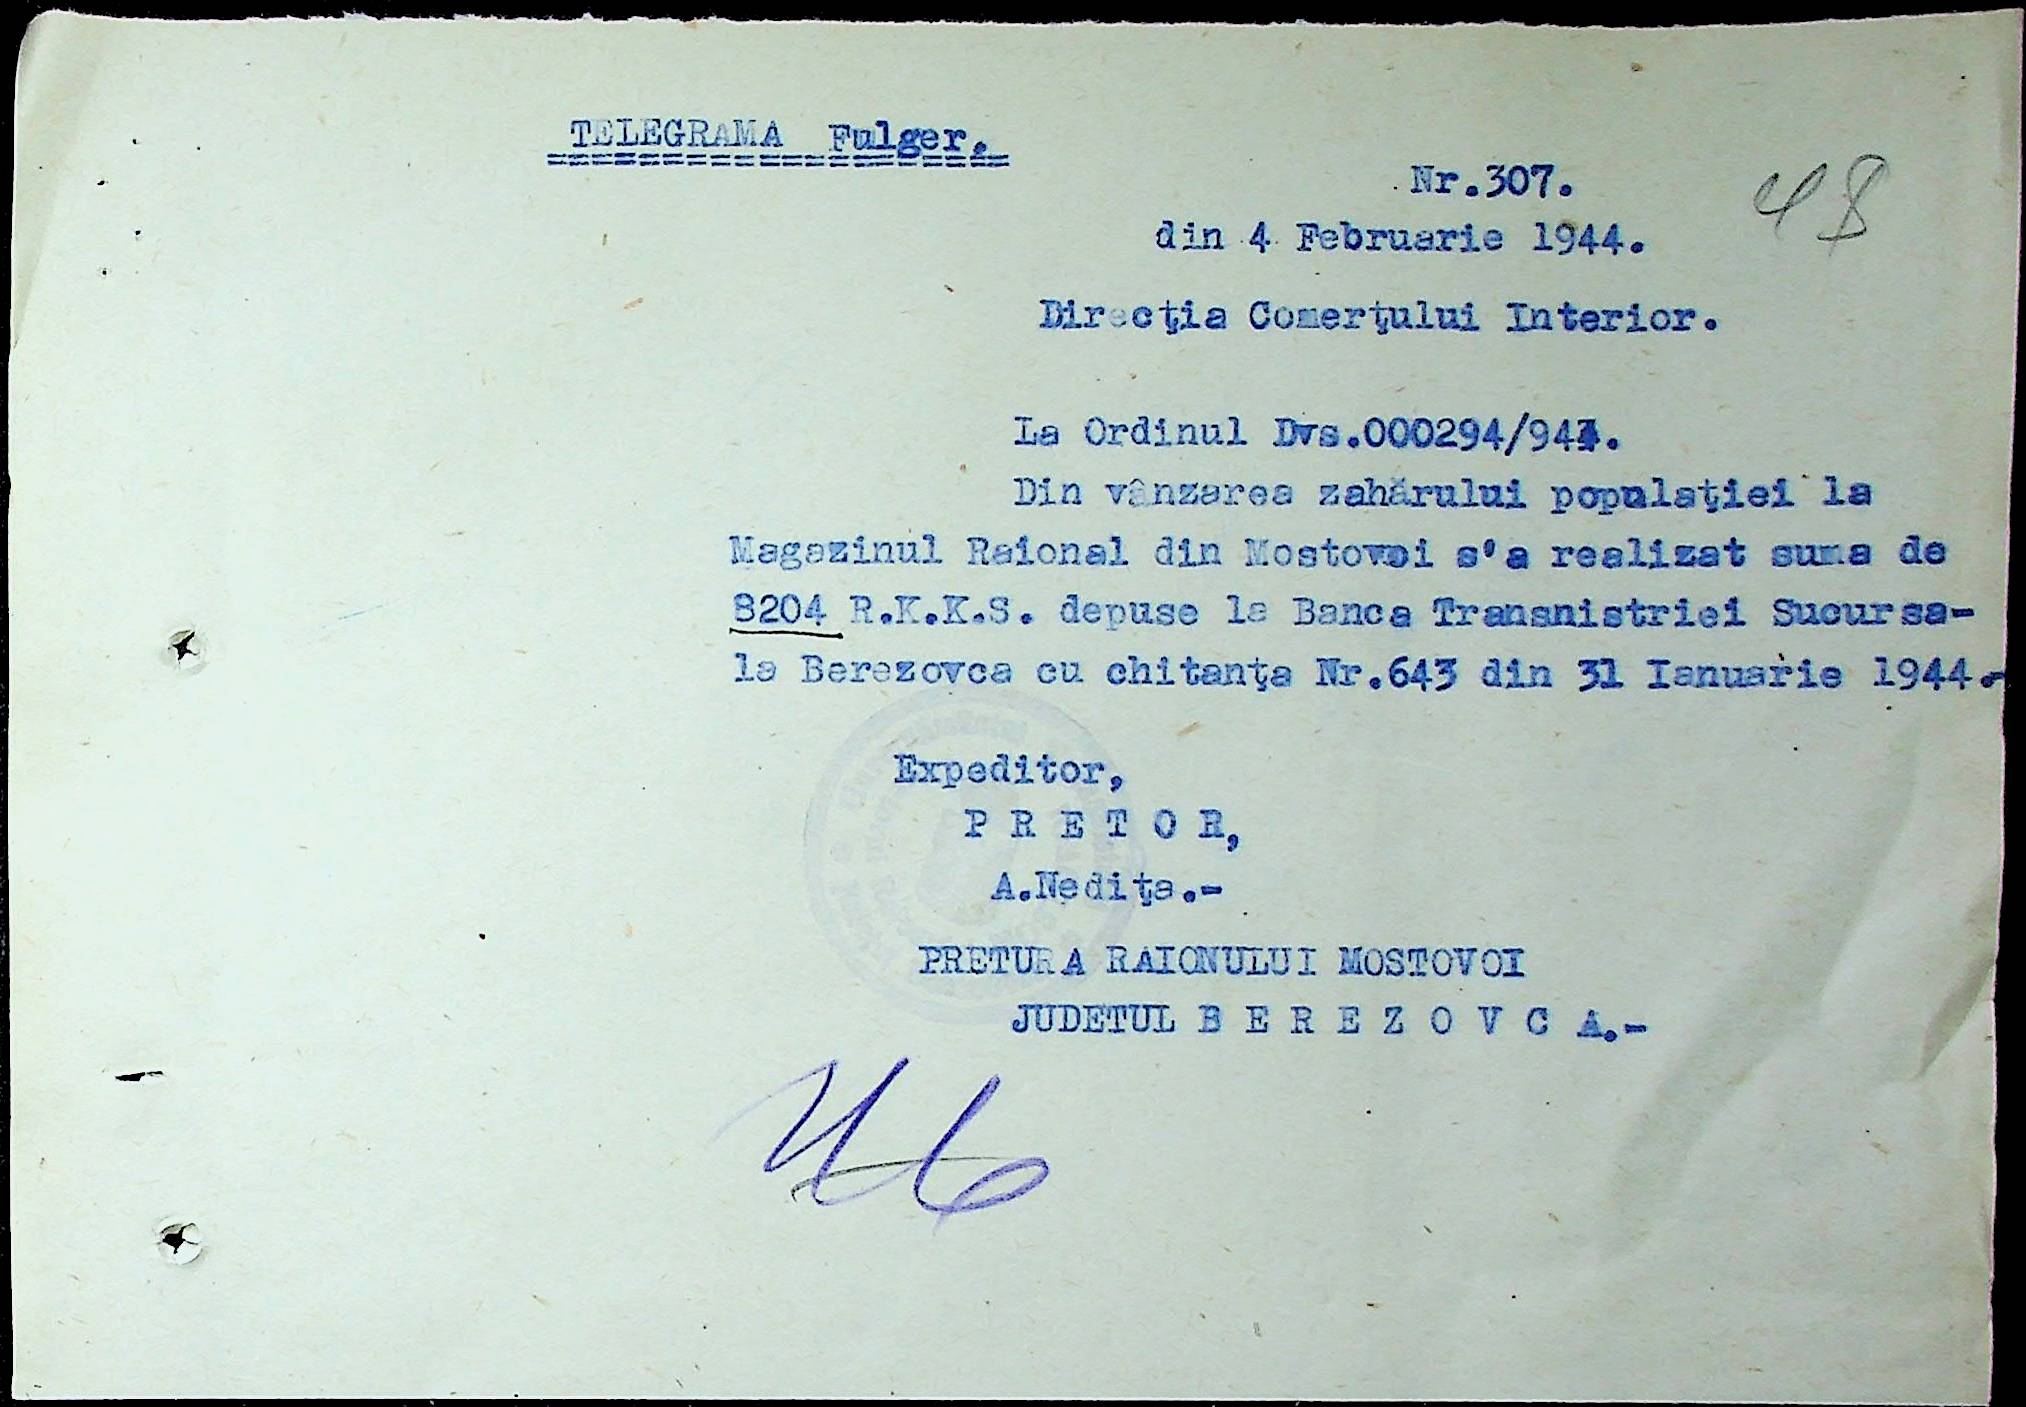 TELEGRAMA Fulger.
Nr.307.
48
din 4 Februarie 1944.
Direcţia Comerţului Interior.
La Ordinul Dvs.000294/944.
Din vânzarea zahărului populaţiei la
Magazinul Raional din Mostovoi s'a realizat suma de
8204 R.K.K.S. depuse la Banca Transnistriei Sucursa-
la Berezovca cu chitanţa Nr.643 din 31 Ianuarie 1944.-
Expeditor,
P R E T O R,
A.Nediţa.-
PRETURA RAIONULUI MOSTOVOI
JUDETUL B E R E Z O V C A.-